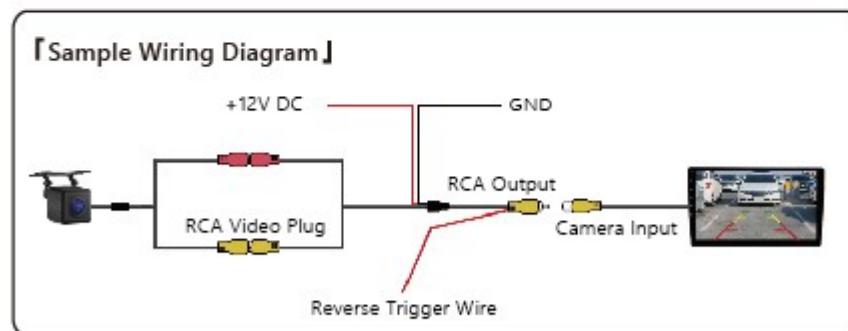 「Sample Wiring Diagram」
+12V DC
GND
RCA Output
RCA Video Plug
Camera Input
Reverse Trigger Wire